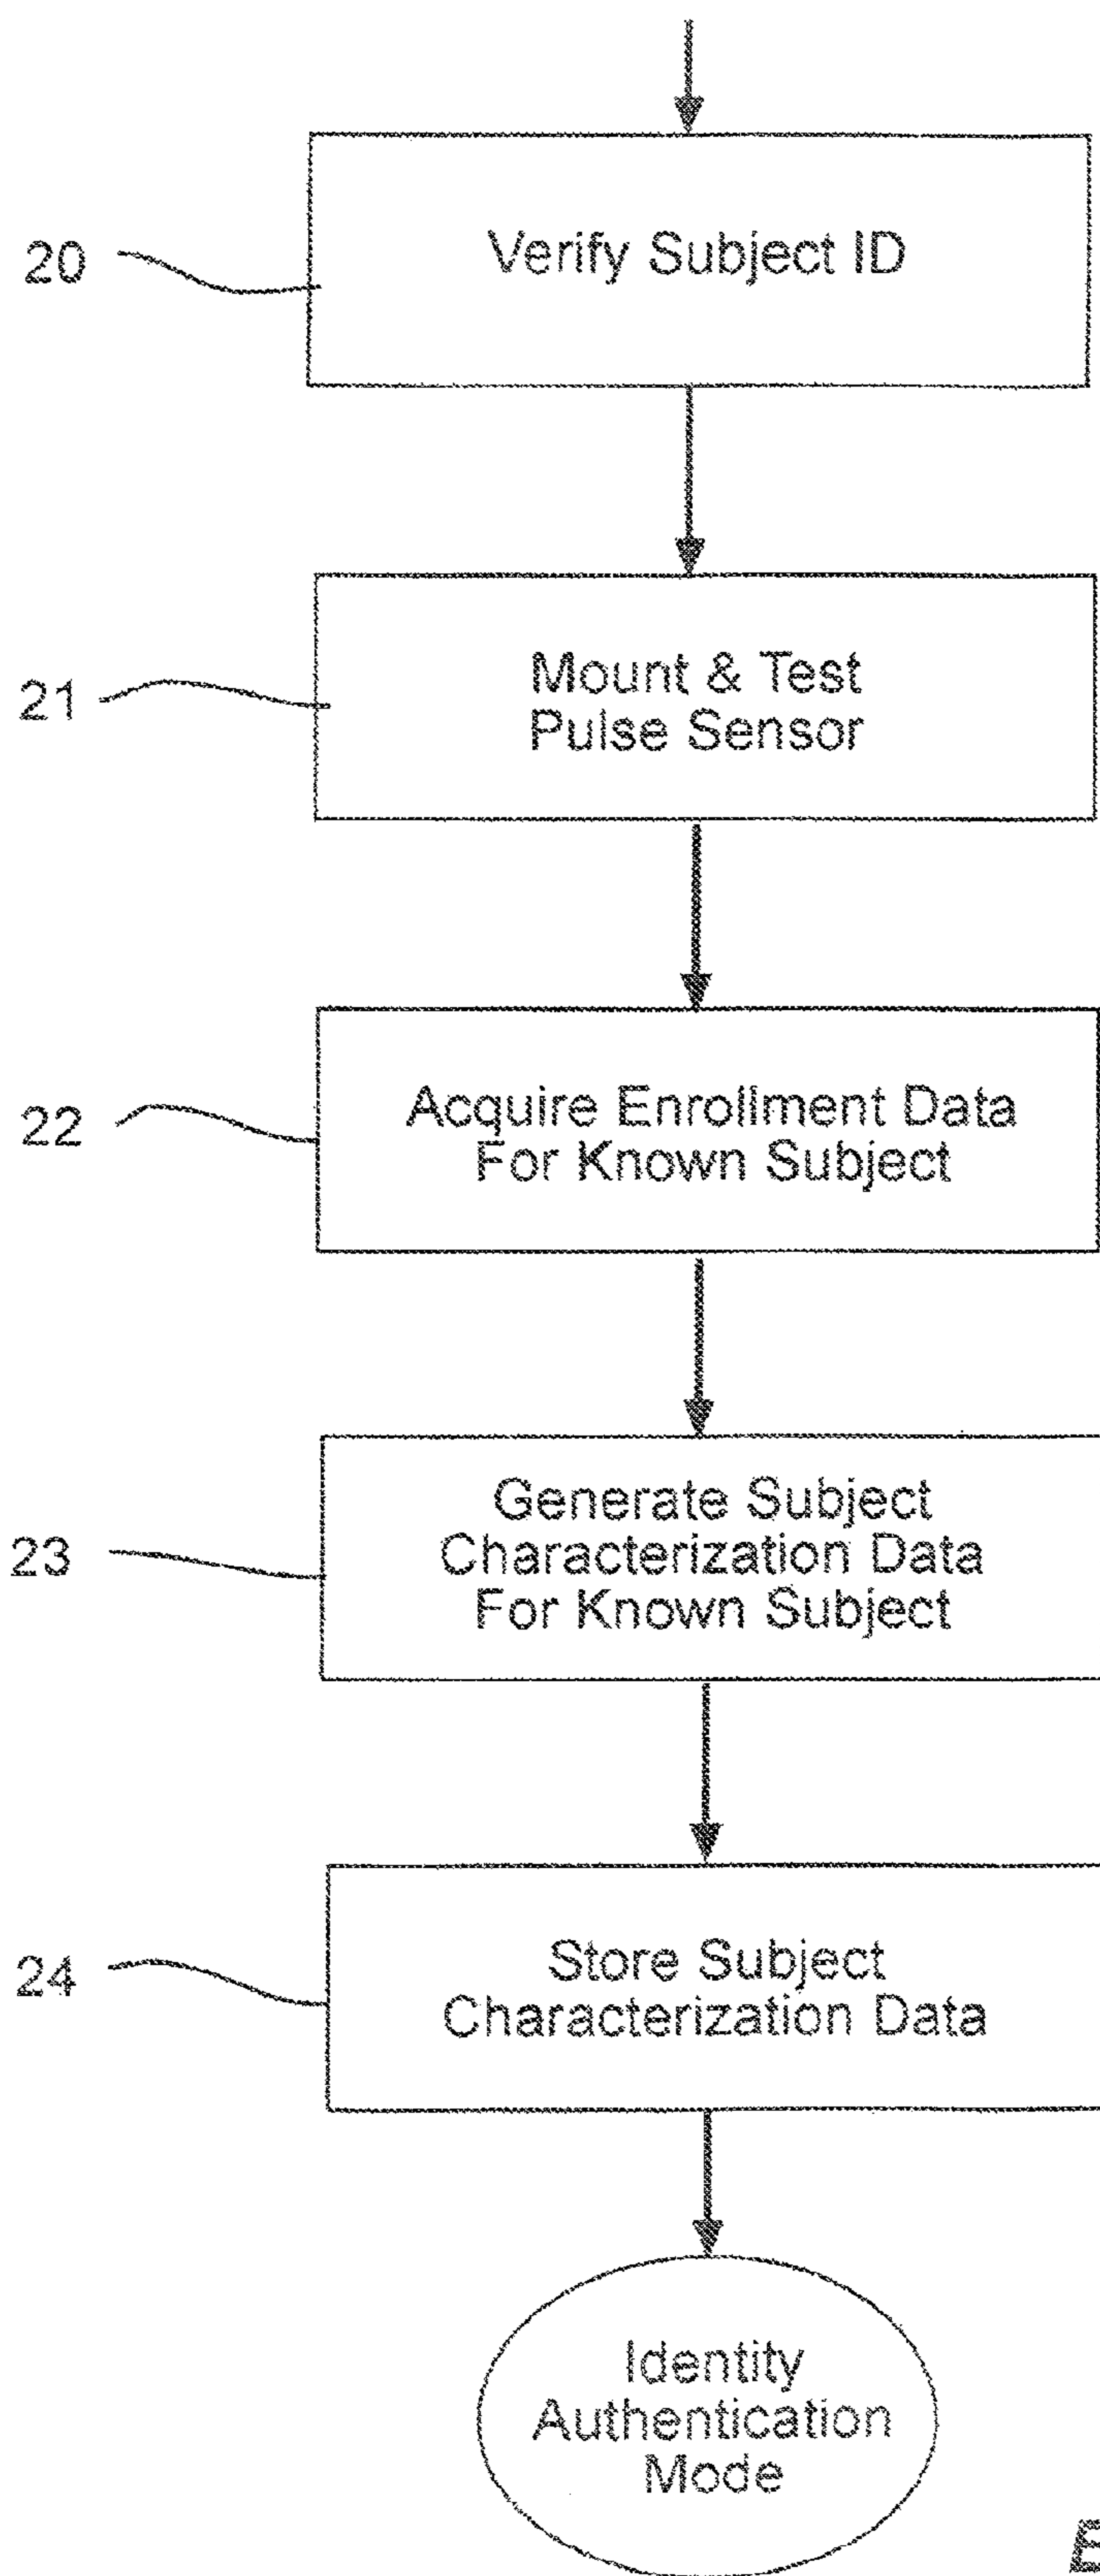 20
Verify Subject ID
21
Mount & Test
Pulse Sensor
22
Acquire Enrollment Data
For Known Subject
23
Generate Subject
Characterization Data
For Known Subject
24
Store Subject
Characterization Data
Identity
Authentication
Mode